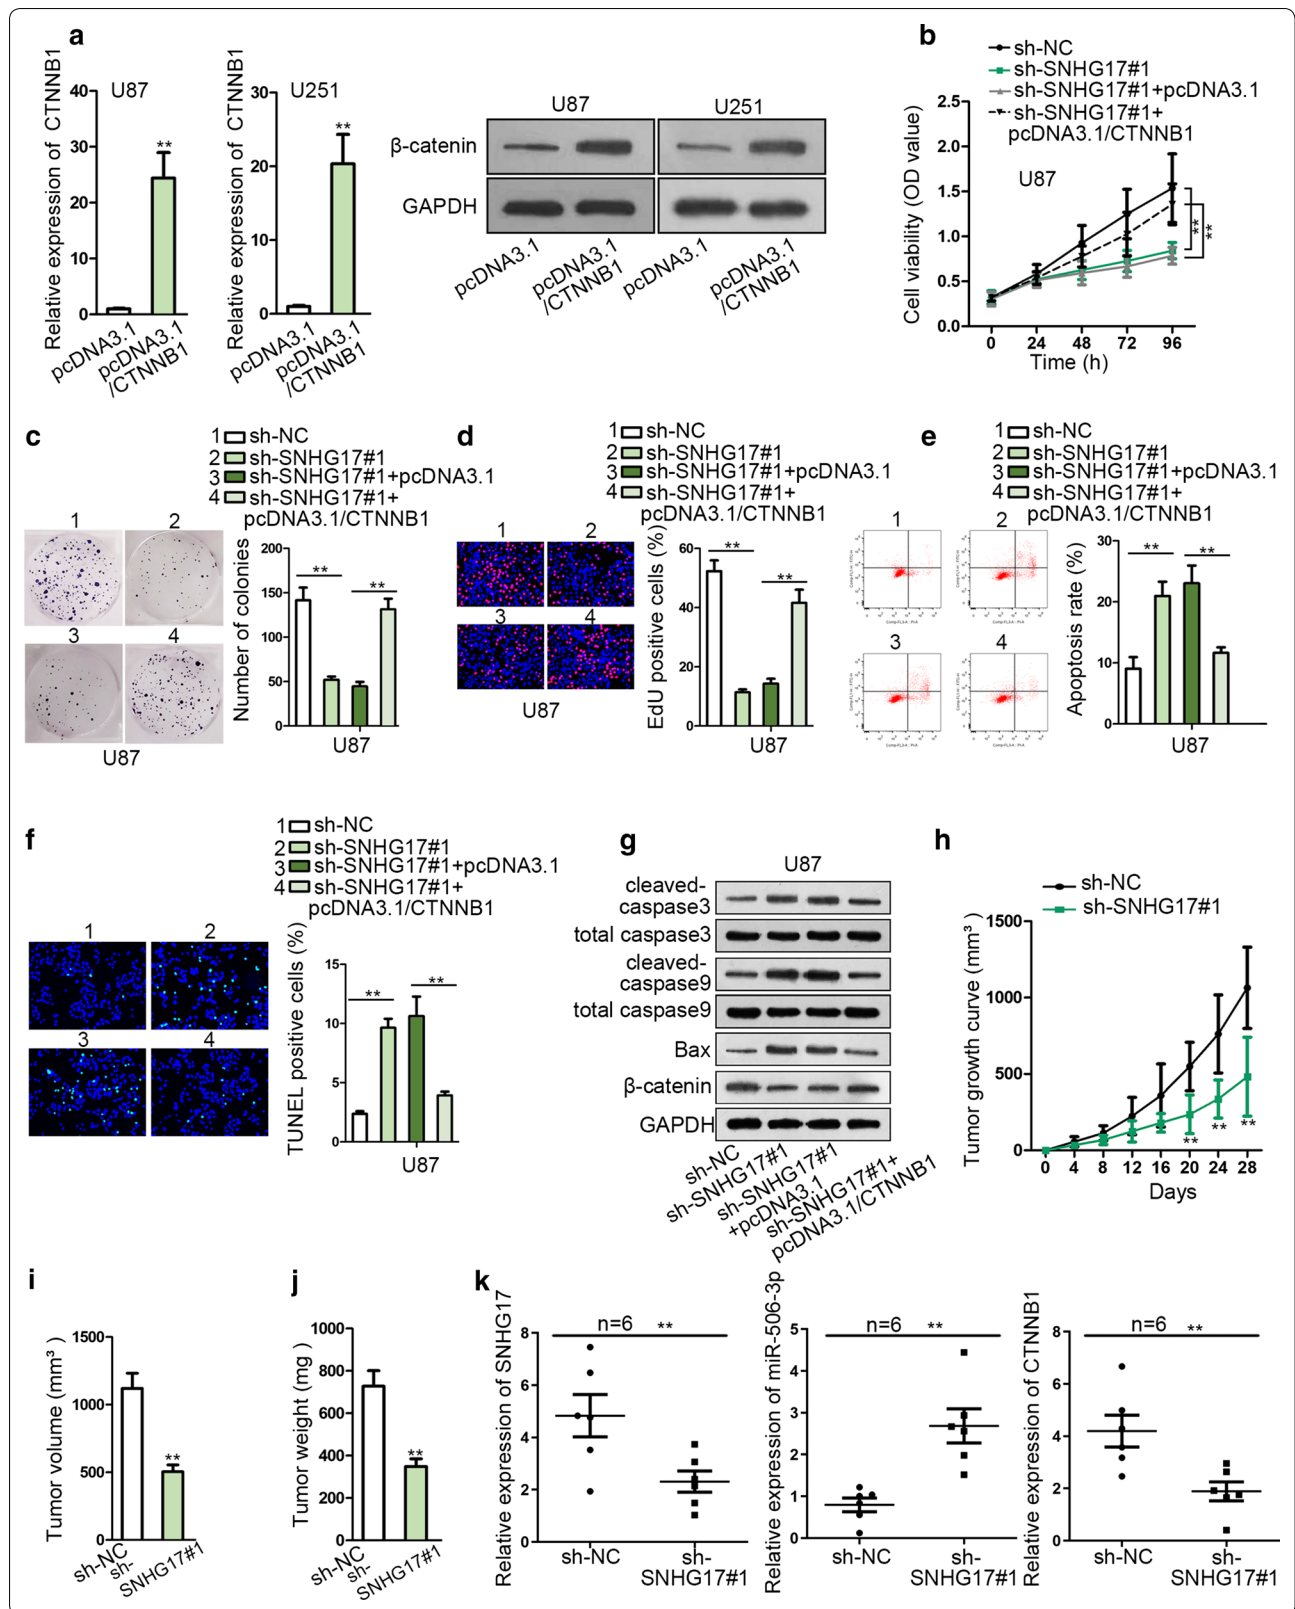 a
Relative expression of CTNNB1
U87
40
30
20
10
0
**
pcDNA3.1
pcDNA3.1
/CTNNB1
Relative expression of CTNNB1
U251
30
20
10
0
**
pcDNA3.1
pcDNA3.1
/CTNNB1
U87
U251
β-catenin
GAPDH
pcDNA3.1
pcDNA3.1
/CTNNB1
pcDNA3.1
pcDNA3.1
/CTNNB1
b
sh-NC
sh-SNHG17#1
sh-SNHG17#1+pcDNA3.1
sh-SNHG17#1+
pcDNA3.1/CTNNB1
Cell viability (OD value)
2.5
2.0
1.5
1.0
0.5
0.0
U87
**
**
0 24 48 72 96
Time (h)
c
1 sh-NC
2 sh-SNHG17#1
3 sh-SNHG17#1+pcDNA3.1
4 sh-SNHG17#1+
pcDNA3.1/CTNNB1
1 2
3 4
U87
Number of colonies
200
150
100
50
0
** **
U87
d
1 sh-NC
2 sh-SNHG17#1
3 sh-SNHG17#1+pcDNA3.1
4 sh-SNHG17#1+
pcDNA3.1/CTNNB1
1 2
3 4
U87
EdU positive cells (%)
60
40
20
0
** **
U87
e
1 sh-NC
2 sh-SNHG17#1
3 sh-SNHG17#1+pcDNA3.1
4 sh-SNHG17#1+
pcDNA3.1/CTNNB1
1 2
3 4
Apoptosis rate (%)
30
20
10
0
** **
U87
f
1 sh-NC
2 sh-SNHG17#1
3 sh-SNHG17#1+pcDNA3.1
4 sh-SNHG17#1+
pcDNA3.1/CTNNB1
1 2
3 4
TUNEL positive cells (%)
15
10
5
0
** **
U87
g
U87
cleaved-
caspase3
total caspase3
cleaved-
caspase9
total caspase9
Bax
β-catenin
GAPDH
sh-NC
sh-SNHG17#1
sh-SNHG17#1
+pcDNA3.1
sh-SNHG17#1+
pcDNA3.1/CTNNB1
h
sh-NC
sh-SNHG17#1
Tumor growth curve (mm³)
1500
1000
500
0
** ** **
0 4 8 12 16 20 24 28
Days
i
Tumor volume (mm³ )
1500
1000
500
0
**
sh-NC
sh-
SNHG17#1
j
Tumor weight (mg )
1000
800
600
400
200
0
**
sh-NC
sh-
SNHG17#1
k
Relative expression of SNHG17
n=6 **
8
6
4
2
0
sh-NC
sh-
SNHG17#1
Relative expression of miR-506-3p
n=6 **
5
4
3
2
1
0
sh-NC
sh-
SNHG17#1
Relative expression of CTNNB1
n=6 **
8
6
4
2
0
sh-NC
sh-
SNHG17#1